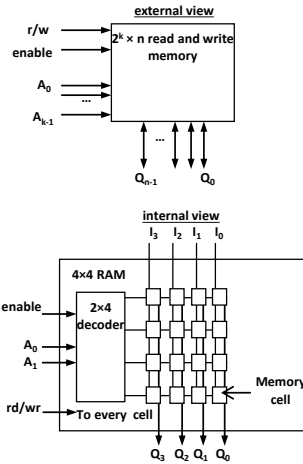 external view
r/w
enable
A0
...
Ak-1
2k × n read and write
memory
...
Qn-1 Q0
internal view
I3 I2 I1 I0
4×4 RAM
enable
2×4
decoder
A0
A1
Memory
cell
rd/wr
To every cell
Q3 Q2 Q1 Q0